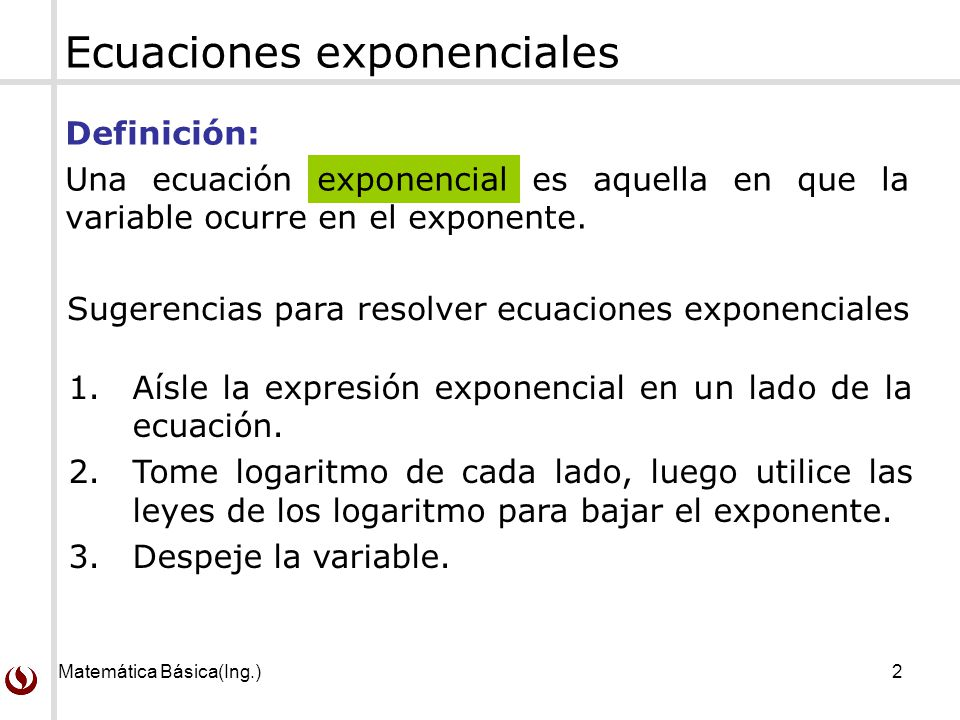 Ecuaciones exponenciales
Definición:
Una ecuación exponencial es aquella en que la
variable ocurre en el exponente.
Sugerencias para resolver ecuaciones exponenciales
1. Aísle la expresión exponencial en un lado de la
ecuación.
2. Tome logaritmo de cada lado, luego utilice las
leyes de los logaritmo para bajar el exponente.
3. Despeje la variable.
Matemática Básica(Ing.) 2